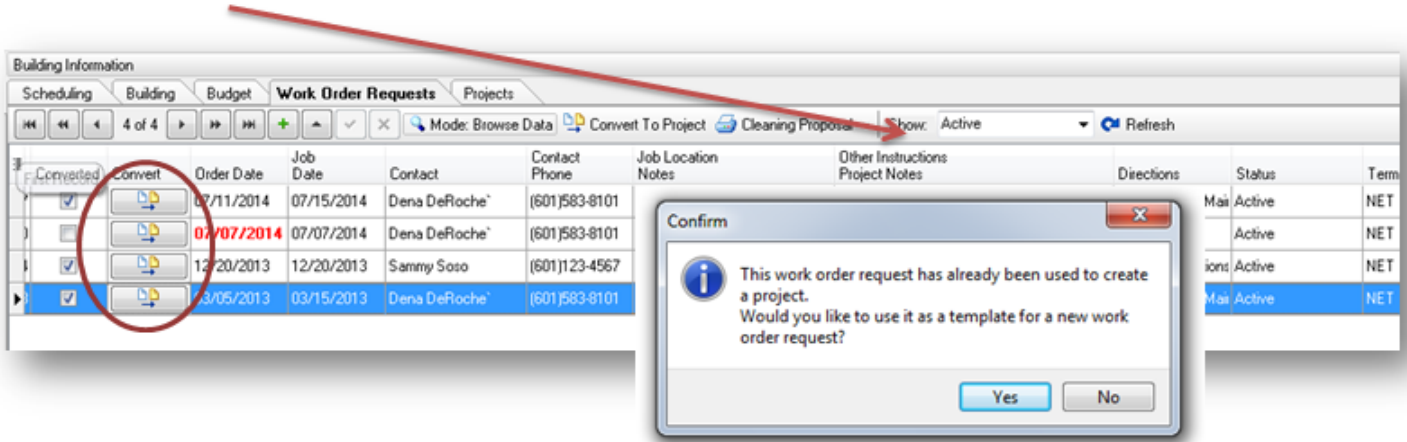 Building Information
Scheduling Building Budget Work Order Requests Projects
4 of 4 Mode: Browse Data Convert To Project Cleaning Proposal Show: Active Refresh
Converted Convert Order Date Job Date Contact Contact Phone Job Location Notes Other Instructions Project Notes Directions Status Term
First Record
07/11/2014 07/15/2014 Dena DeRoche` (601)583-8101 Mai Active NET
07/07/2014 07/07/2014 Dena DeRoche` (601)583-8101 Active NET
12/20/2013 12/20/2013 Sammy Soso (601)123-4567 ions Active NET
03/05/2013 03/15/2013 Dena DeRoche` (601)583-8101 Mai Active NET
Confirm
This work order request has already been used to create
a project.
Would you like to use it as a template for a new work
order request?
Yes No